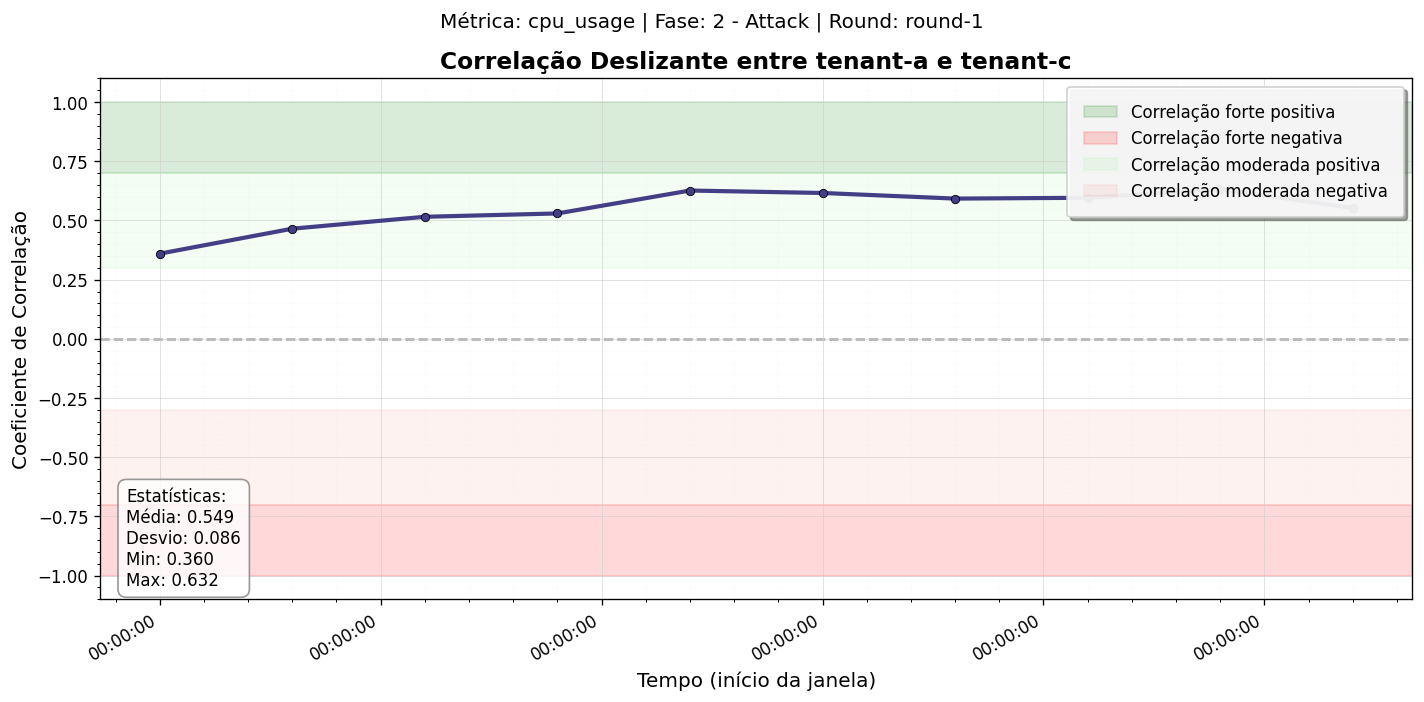 Métrica: cpu_usage | Fase: 2 - Attack | Round: round-1
Correlação Deslizante entre tenant-a e tenant-c
Correlação forte positiva
Correlação forte negativa
Correlação moderada positiva
Correlação moderada negativa
Coeficiente de Correlação
1.00
0.75
0.50
0.25
0.00
−0.25
−0.50
−0.75
−1.00
Estatísticas:
Média: 0.549
Desvio: 0.086
Min: 0.360
Max: 0.632
00:00:00
00:00:00
00:00:00
00:00:00
00:00:00
00:00:00
Tempo (início da janela)